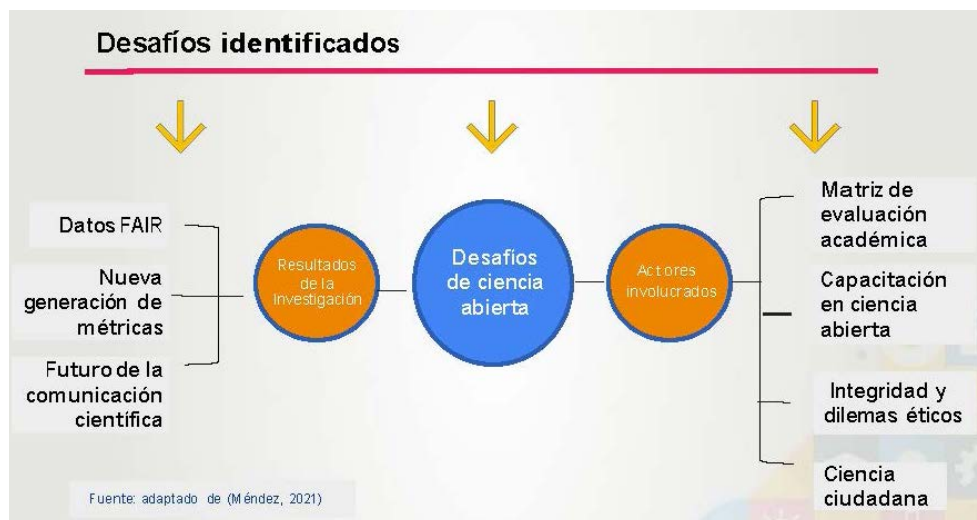 Desafíos identificados
Datos FAIR
Nueva
generación de
métricas
Futuro de la
comunicación
científica
Resultados
de la
Investigación
Desafíos
de ciencia
abierta
Actores
involucrados
Matriz de
evaluación
académica
Capacitación
en ciencia
abierta
Integridad y
dilemas éticos
Ciencia
ciudadana
Fuente: adaptado de (Méndez, 2021)